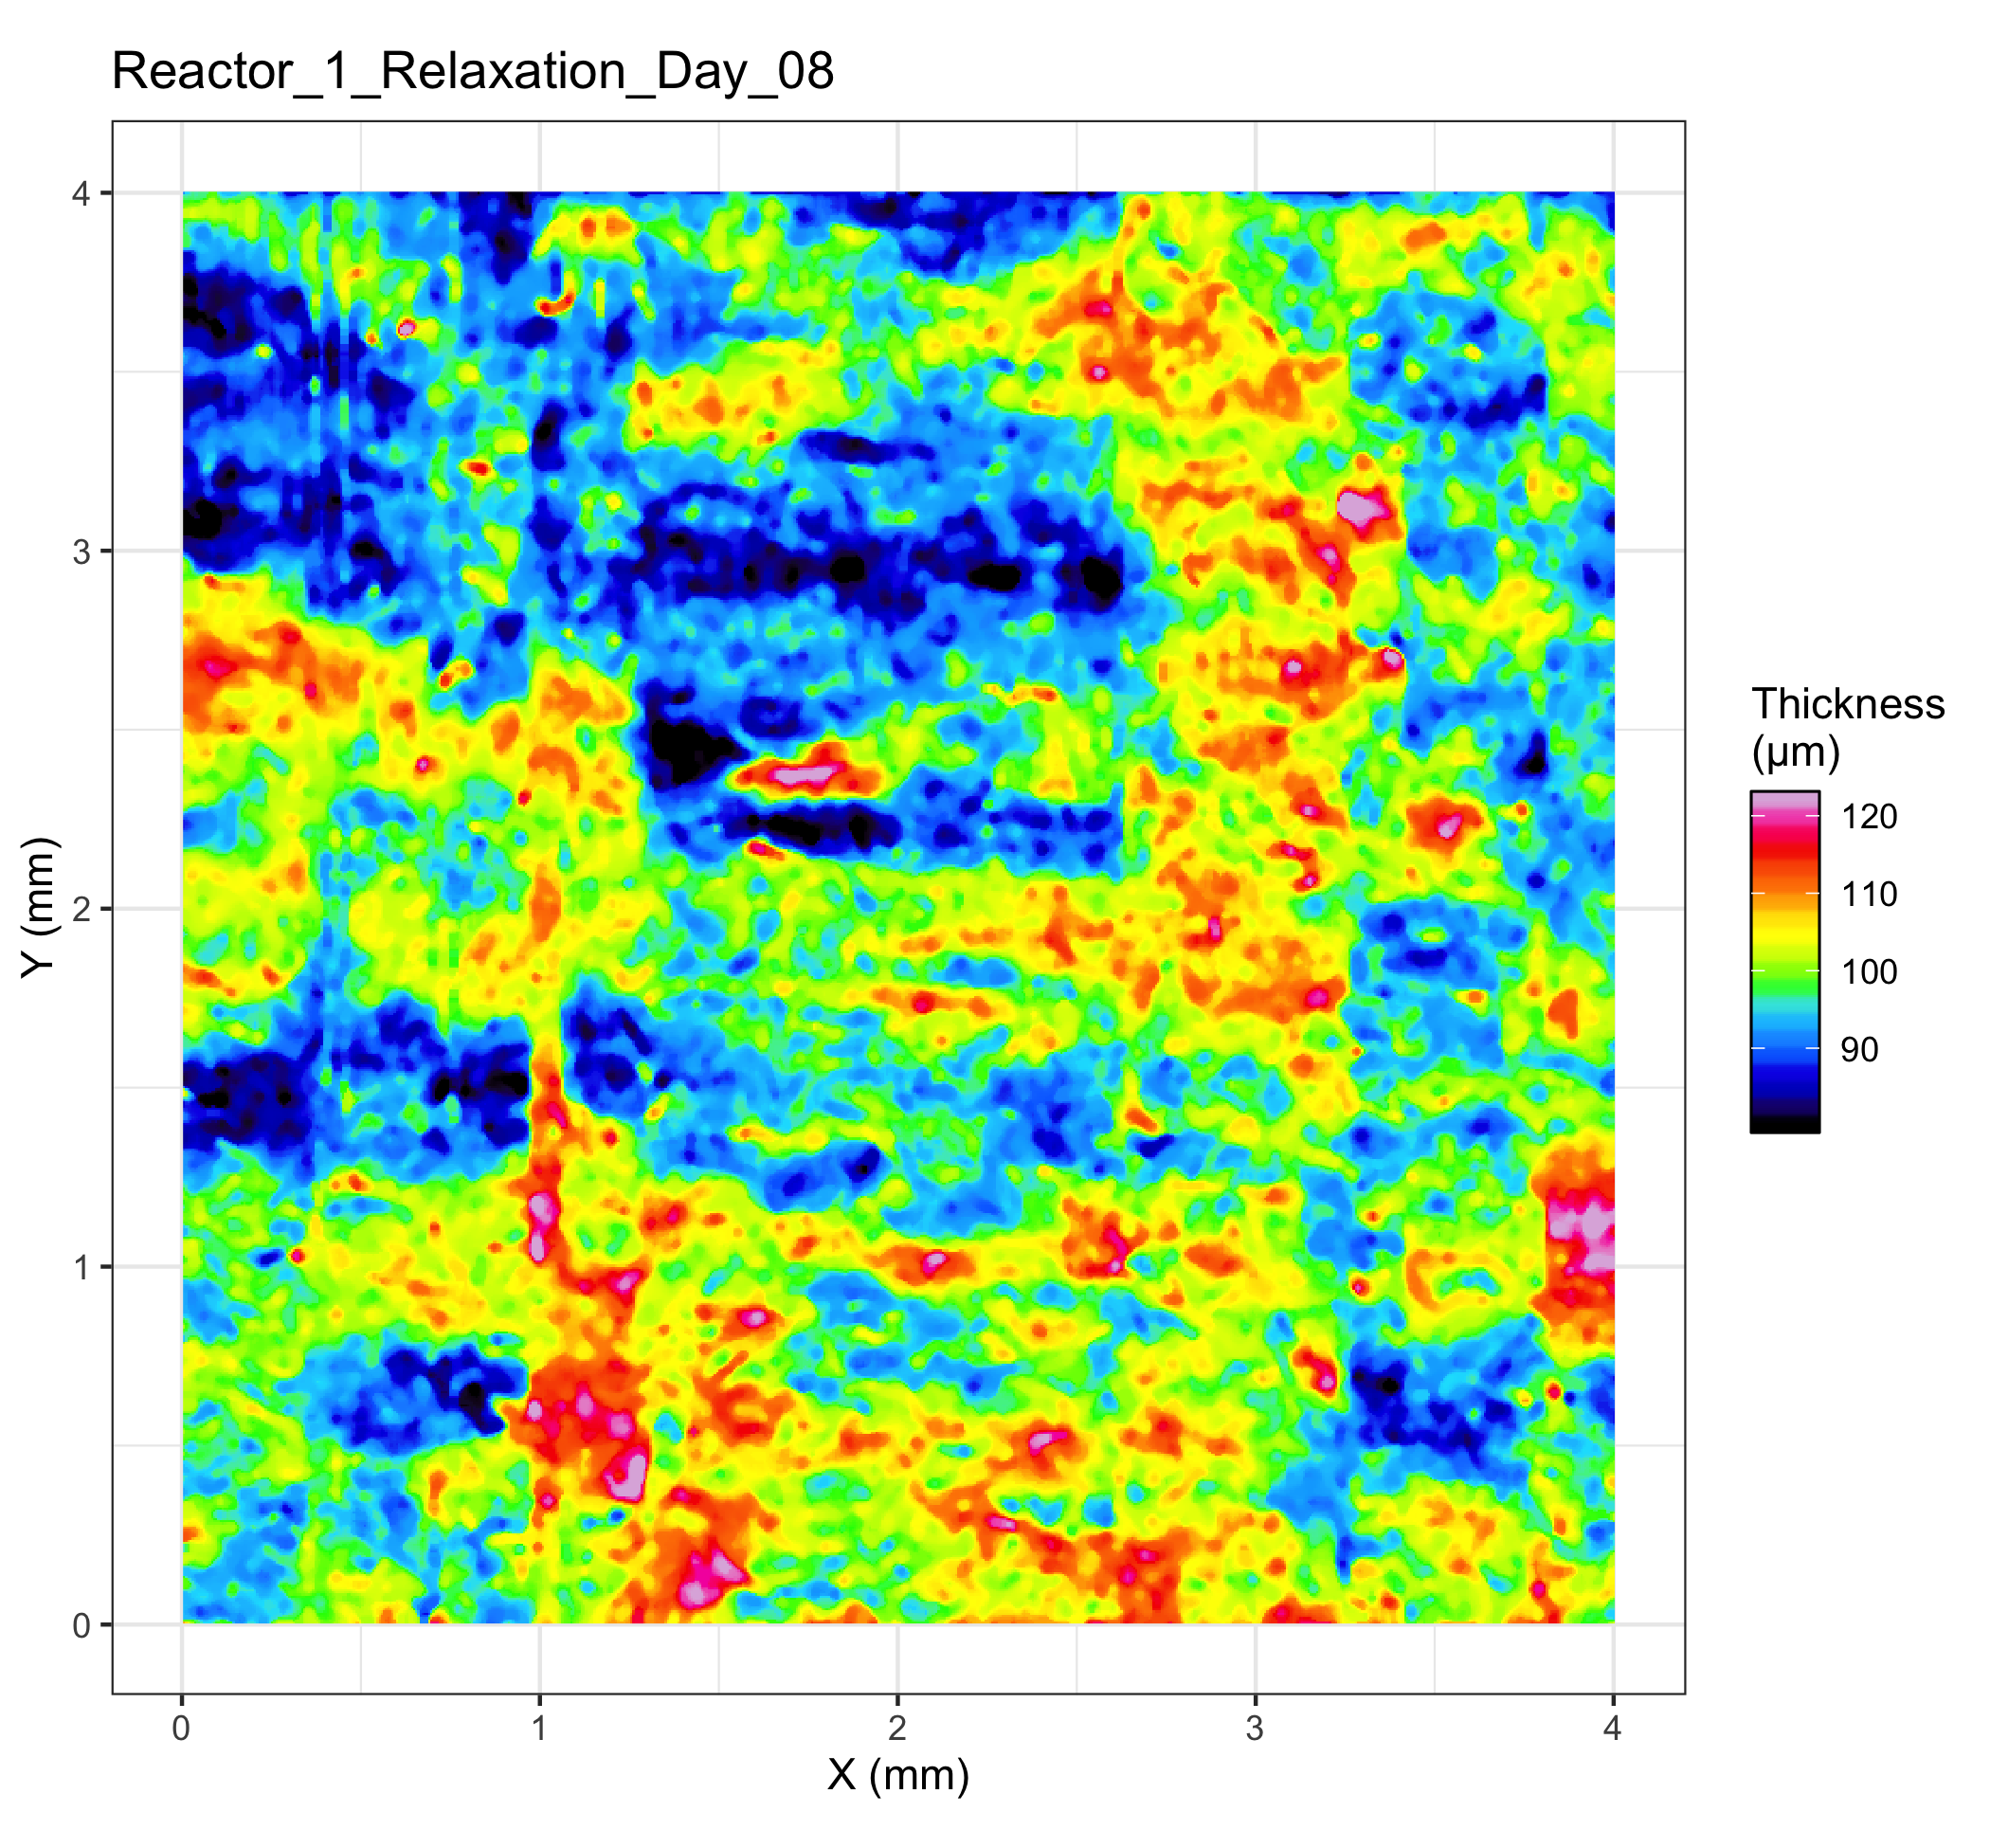 Reactor_1_Relaxation_Day_08
4
3
2
1
0
Y (mm)
0 1 2 3 4
X (mm)
Thickness
(μm)
120
110
100
90